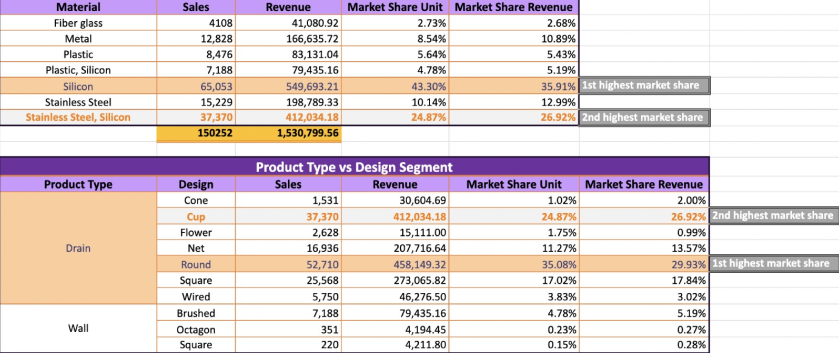 Material Sales Revenue Market Share Unit Market Share Revenue
Fiber glass 4108 41,080.92 2.73% 2.68%
Metal 12,828 166,635.72 8.54% 10.89%
Plastic 8,476 83,131.04 5.64% 5.43%
Plastic, Silicon 7,188 79,435.16 4.78% 5.19%
Silicon 65,053 549,693.21 43.30% 35.91% 1st highest market share
Stainless Steel 15,229 198,789.33 10.14% 12.99%
Stainless Steel, Silicon 37,370 412,034.18 24.87% 26.92% 2nd highest market share
150252 1,530,799.56
Product Type vs Design Segment
Product Type Design Sales Revenue Market Share Unit Market Share Revenue
Cone 1,531 30,604.69 1.02% 2.00%
Cup 37,370 412,034.18 24.87% 26.92% 2nd highest market share
Flower 2,628 15,111.00 1.75% 0.99%
Drain Net 16,936 207,716.64 11.27% 13.57%
Round 52,710 458,149.32 35.08% 29.93% 1st highest market share
Square 25,568 273,065.82 17.02% 17.84%
Wired 5,750 46,276.50 3.83% 3.02%
Brushed 7,188 79,435.16 4.78% 5.19%
Wall Octagon 351 4,194.45 0.23% 0.27%
Square 220 4,211.80 0.15% 0.28%